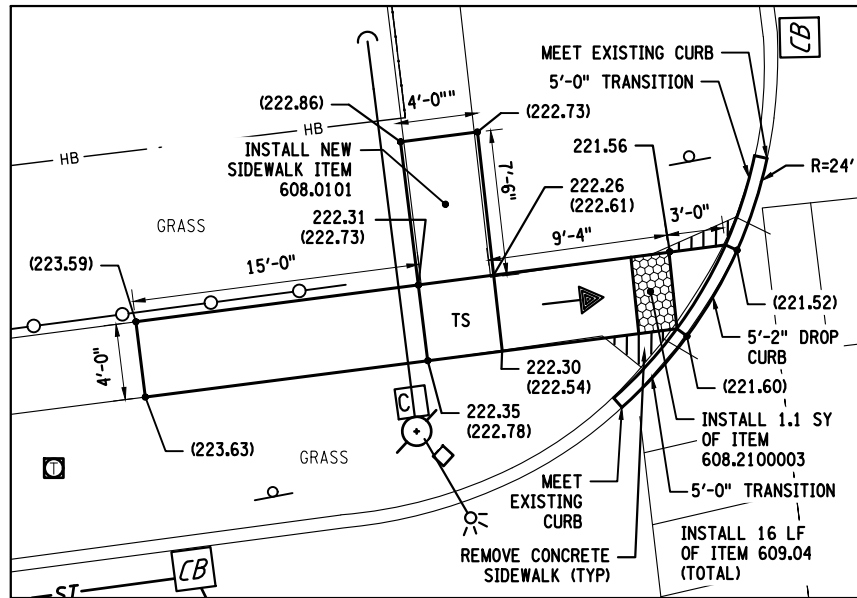 MEET EXISTING CURB
CB
5'-0" TRANSITION
(222.86)
4'-0""
(222.73)
HB
HB
INSTALL NEW
SIDEWALK ITEM
608.0101
221.56
R=24'
7'-6"
222.26
(222.61)
3'-0"
GRASS
222.31
(222.73)
9'-4"
(223.59)
15'-0"
(221.52)
TS
4'-0"
5'-2" DROP
CURB
222.30
(222.54)
(221.60)
C
222.35
(222.78)
INSTALL 1.1 SY
OF ITEM
608.2100003
(223.63)
T
GRASS
MEET
EXISTING
CURB
5'-0" TRANSITION
INSTALL 16 LF
OF ITEM 609.04
(TOTAL)
REMOVE CONCRETE
SIDEWALK (TYP)
CB
ST